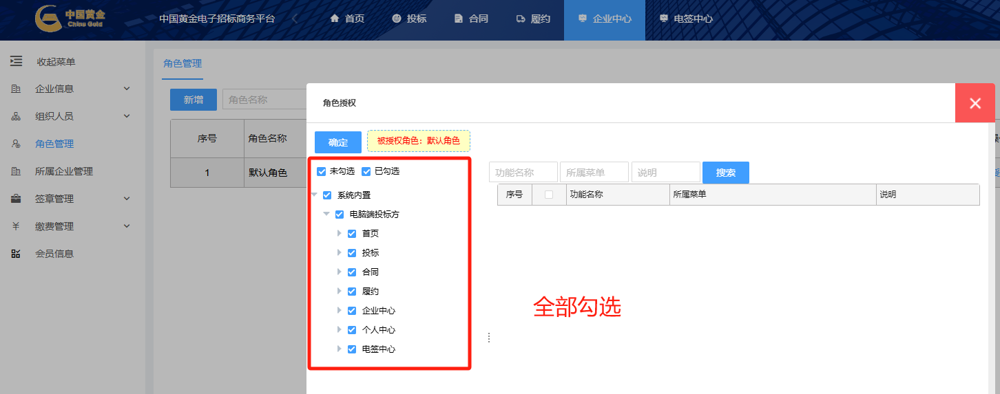 中国黄金
China Gold
中国黄金电子招标商务平台
首页
投标
合同
履约
企业中心
电签中心
收起菜单
企业信息
组织人员
角色管理
所属企业管理
签章管理
缴费管理
会员信息
角色管理
新增
角色名称
序号
角色名称
1
默认角色
角色授权
确定
被授权角色：默认角色
未勾选
已勾选
系统内置
电脑端投标方
首页
投标
合同
履约
企业中心
个人中心
电签中心
功能名称
所属菜单
说明
搜索
序号
功能名称
所属菜单
说明
全部勾选